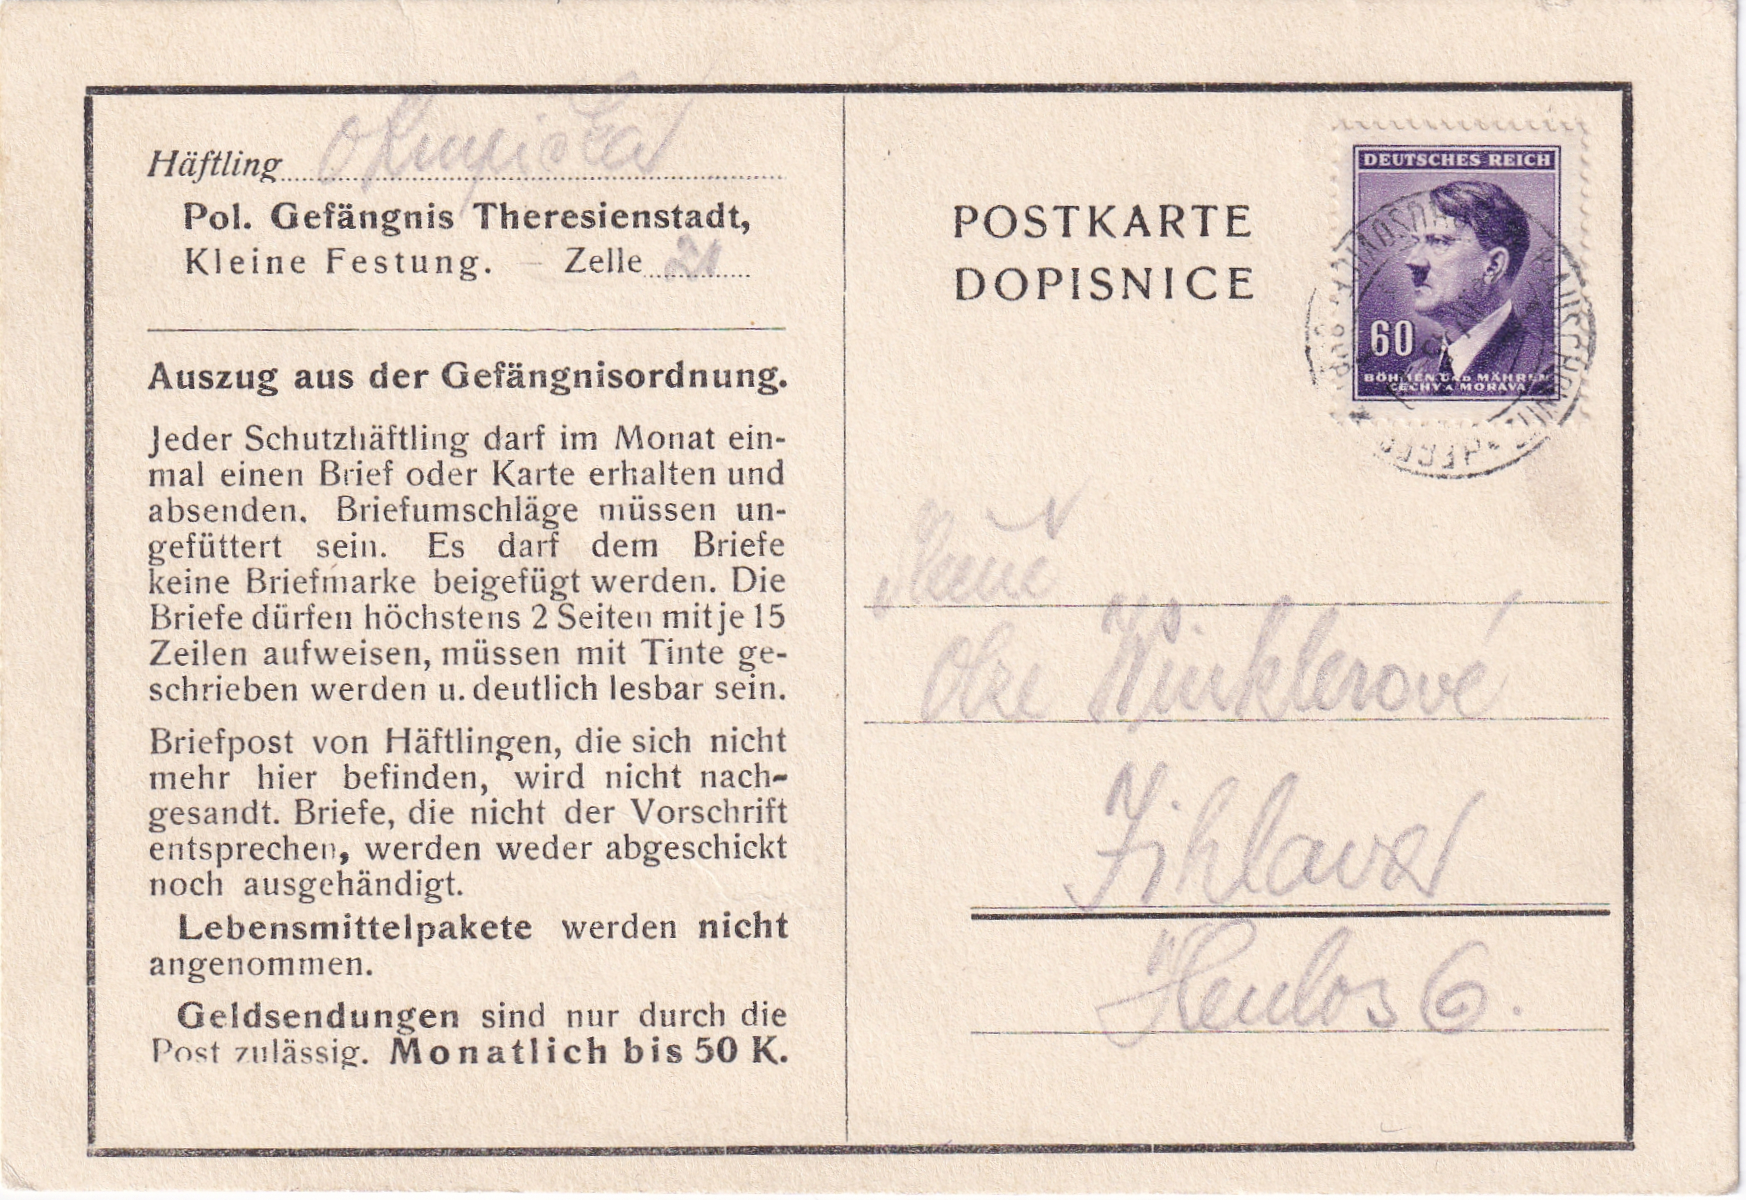 Häftling
Pol. Gefängnis Theresienstadt,
Kleine Festung. – Zelle 21
Auszug aus der Gefängnisordnung.
Jeder Schutzhäftling darf im Monat ein-
mal einen Brief oder Karte erhalten und
absenden. Briefumschläge müssen un-
gefüttert sein. Es darf dem Briefe
keine Briefmarke beigefügt werden. Die
Briefe dürfen höchstens 2 Seiten mit je 15
Zeilen aufweisen, müssen mit Tinte ge-
schrieben werden u. deutlich lesbar sein.
Briefpost von Häftlingen, die sich nicht
mehr hier befinden, wird nicht nach-
gesandt. Briefe, die nicht der Vorschrift
entsprechen, werden weder abgeschickt
noch ausgehändigt.
Lebensmittelpakete werden nicht
angenommen.
Geldsendungen sind nur durch die
Post zulässig. Monatlich bis 50 K.
POSTKARTE
DOPISNICE
DEUTSCHES REICH
60
BÖHMEN UND MÄHREN
ČECHY A MORAVA
Winklerové
Jihlava
Henlos 6.